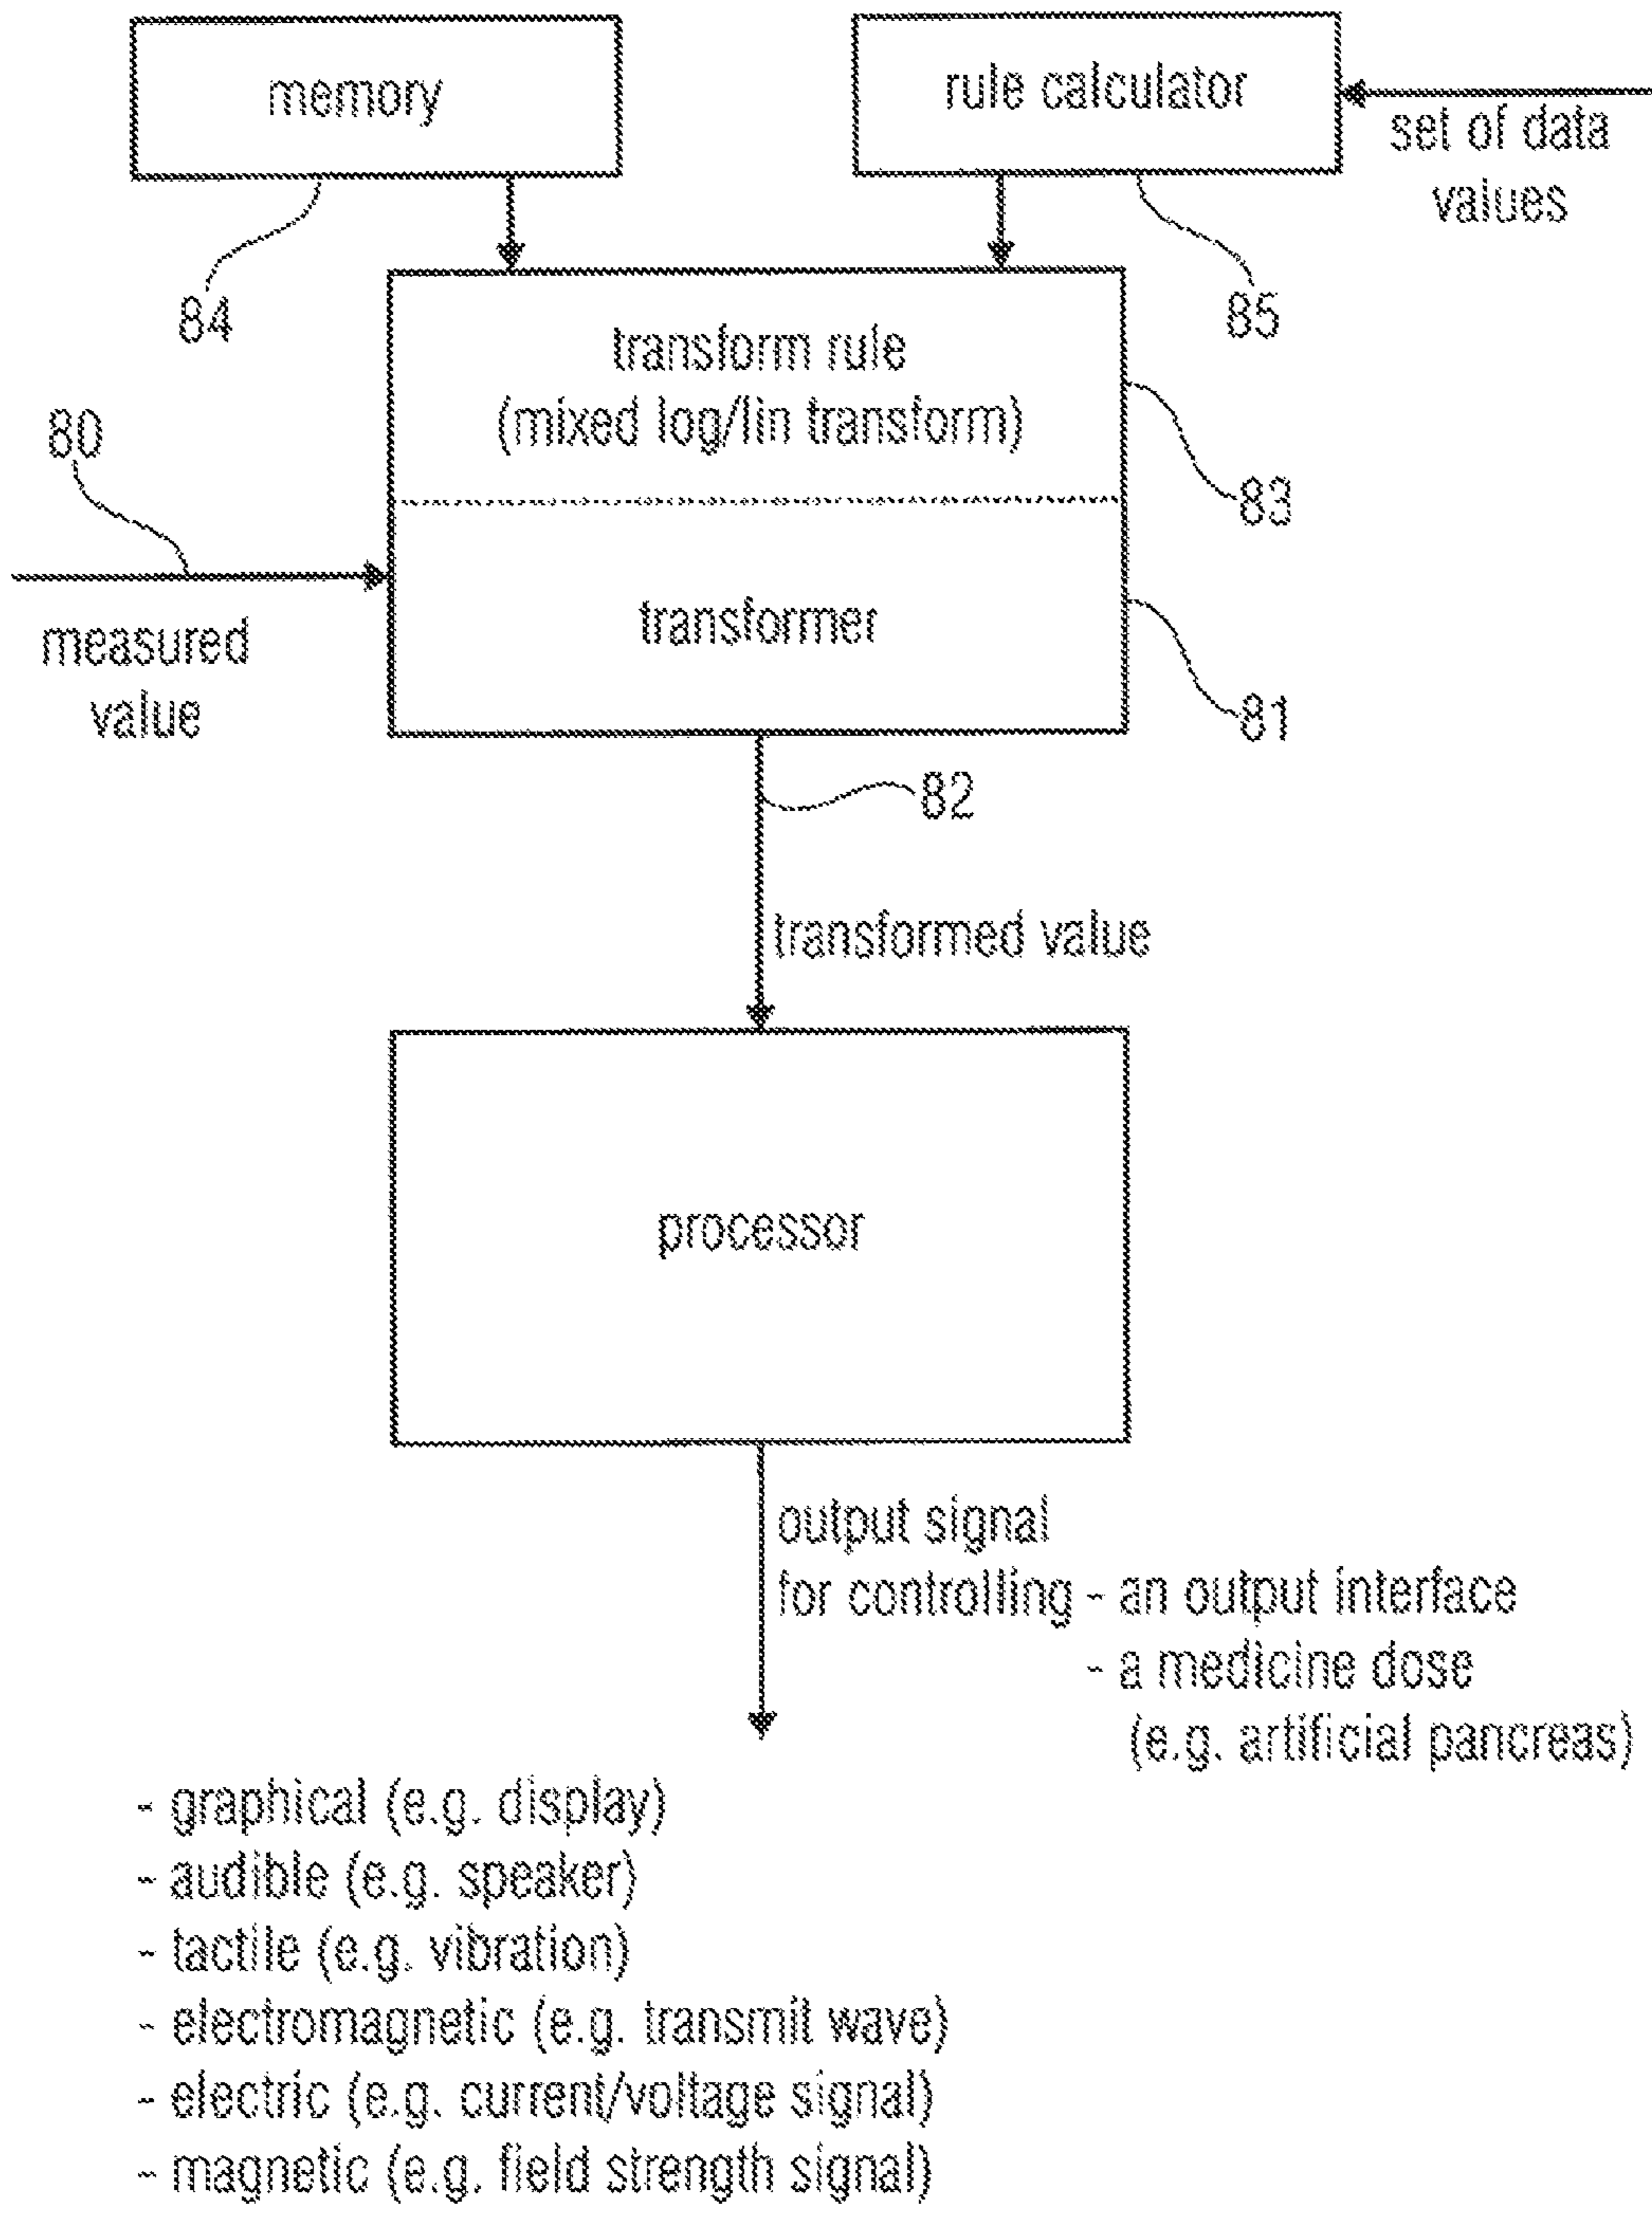 memory
rule calculator
set of data
values
84
85
transform rule
(mixed log/lin transform)
80
83
measured
value
transformer
81
82
transformed value
processor
output signal
for controlling - an output interface
- a medicine dose
(e.g. artificial pancreas)
- graphical (e.g. display)
- audible (e.g. speaker)
- tactile (e.g. vibration)
- electromagnetic (e.g. transmit wave)
- electric (e.g. current/voltage signal)
- magnetic (e.g. field strength signal)